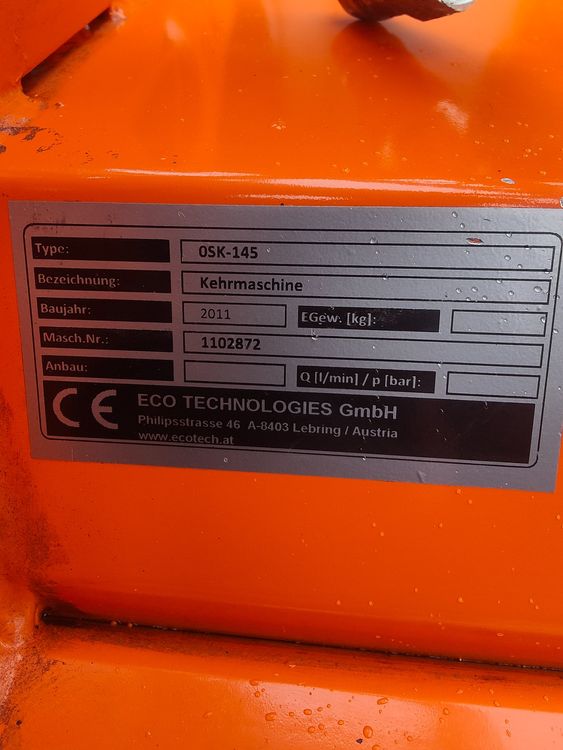 Type: 0SK-145
Bezeichnung: Kehrmaschine
Baujahr: 2011 EGew. [kg]:
Masch.Nr.: 1102872
Anbau: Q [l/min] / p [bar]:
CE ECO TECHNOLOGIES GmbH
Philipsstrasse 46 A-8403 Lebring / Austria
www.ecotech.at